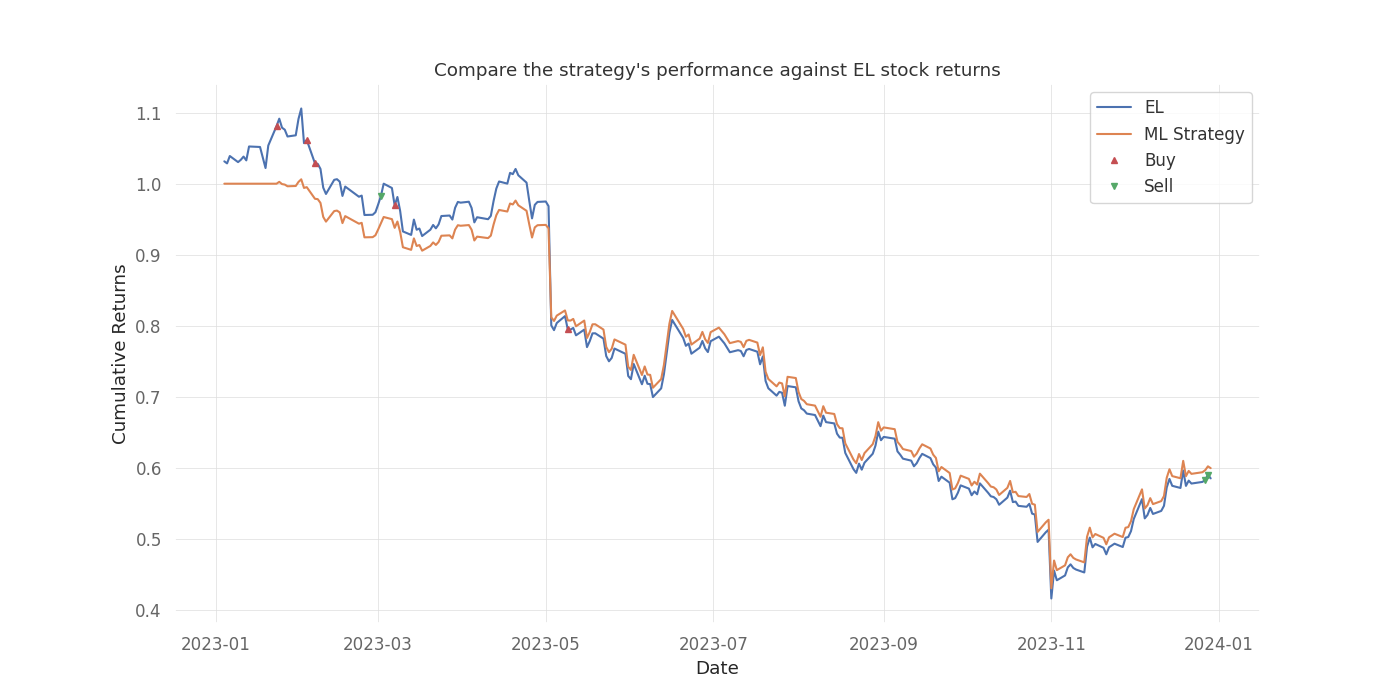 Compare the strategy's performance against EL stock returns
EL
ML Strategy
Buy
Sell
Cumulative Returns
1.1
1.0
0.9
0.8
0.7
0.6
0.5
0.4
2023-01
2023-03
2023-05
2023-07
2023-09
2023-11
2024-01
Date